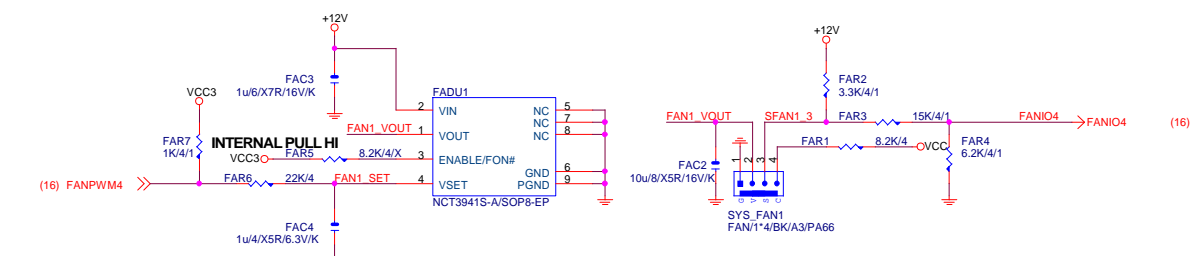 +12V
+12V
FAC3
1u/6/X7R/16V/K
FAR2
3.3K/4/1
VCC3
FADU1
2 VIN
NC 5
NC 7
NC 8
FAN1_VOUT
1 VOUT
FAN1_VOUT
SFAN1_3
FAR3
15K/4/1
FANIO4
FANIO4
(16)
FAR7
1K/4/1
INTERNAL PULL HI
VCC3
FAR5
8.2K/4/X
3 ENABLE/FON#
FAR1
8.2K/4
VCC
FAR4
6.2K/4/1
FAC2
10u/8/X5R/16V/K
1
2
3
4
GND 6
PGND 9
(16) FANPWM4
FAR6
22K/4
FAN1_SET
4 VSET
NCT3941S-A/SOP8-EP
G
V
S
C
SYS_FAN1
FAN/1*4/BK/A3/PA66
FAC4
1u/4/X5R/6.3V/K